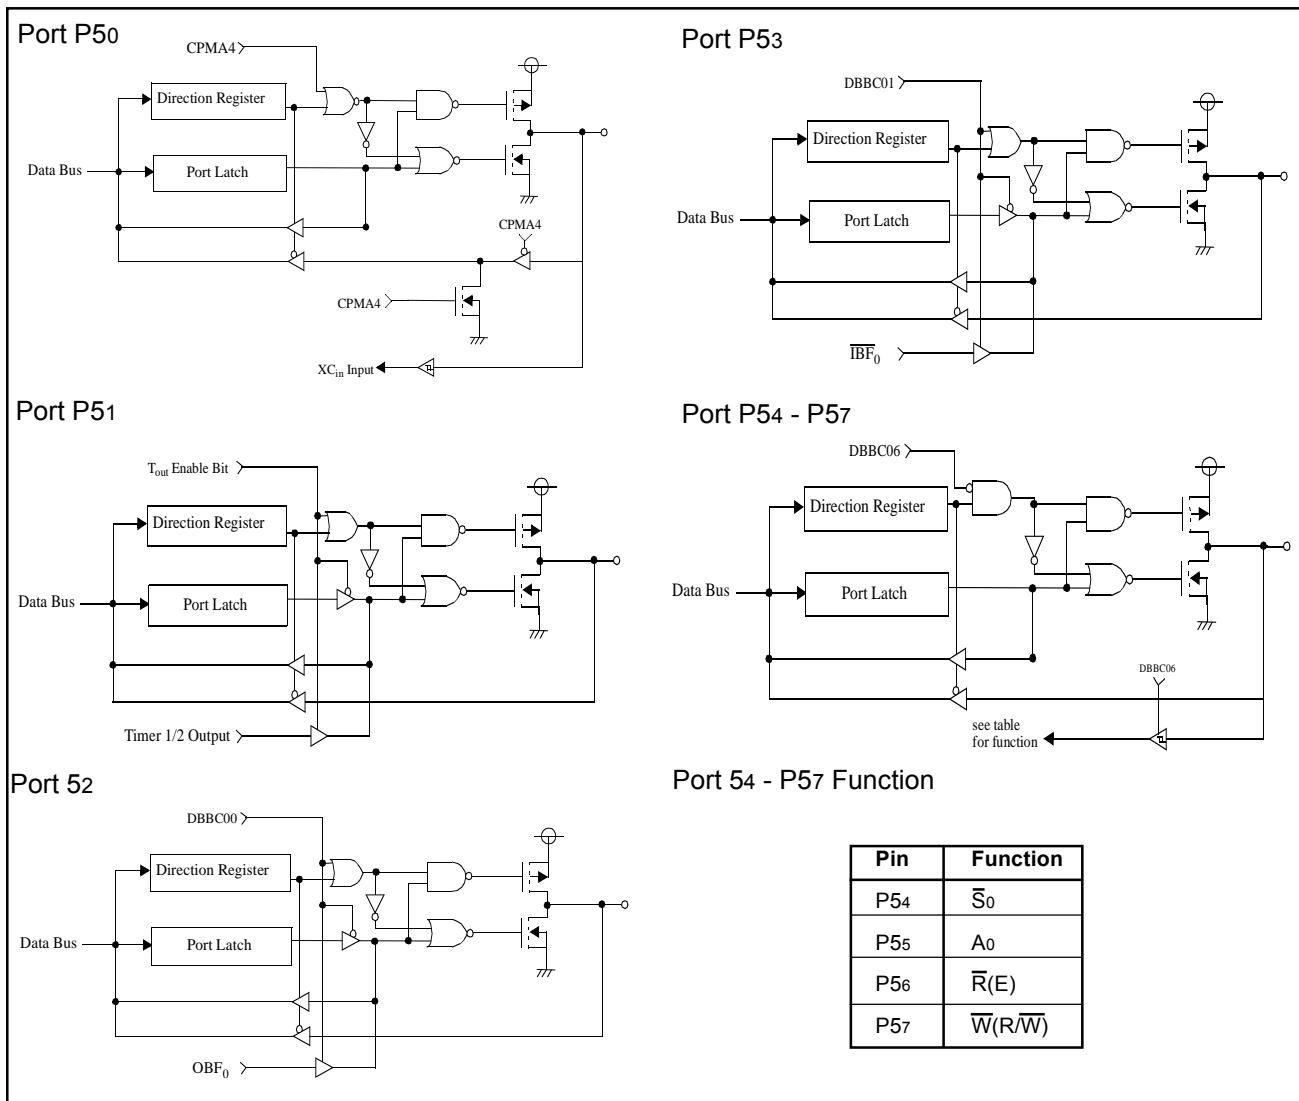 Port P50
CPMA4
Direction Register
Data Bus
Port Latch
CPMA4
CPMA4
XCin Input
Port P51
Tout Enable Bit
Direction Register
Data Bus
Port Latch
Timer 1/2 Output
Port 52
DBBC00
Direction Register
Data Bus
Port Latch
OBF0
Port P53
DBBC01
Direction Register
Data Bus
Port Latch
I̅B̅F̅0
Port P54 - P57
DBBC06
Direction Register
Data Bus
Port Latch
DBBC06
see table
for function
Port 54 - P57 Function
Pin Function
P54 S̅0
P55 A0
P56 R̅(E)
P57 W̅(R/W̅)